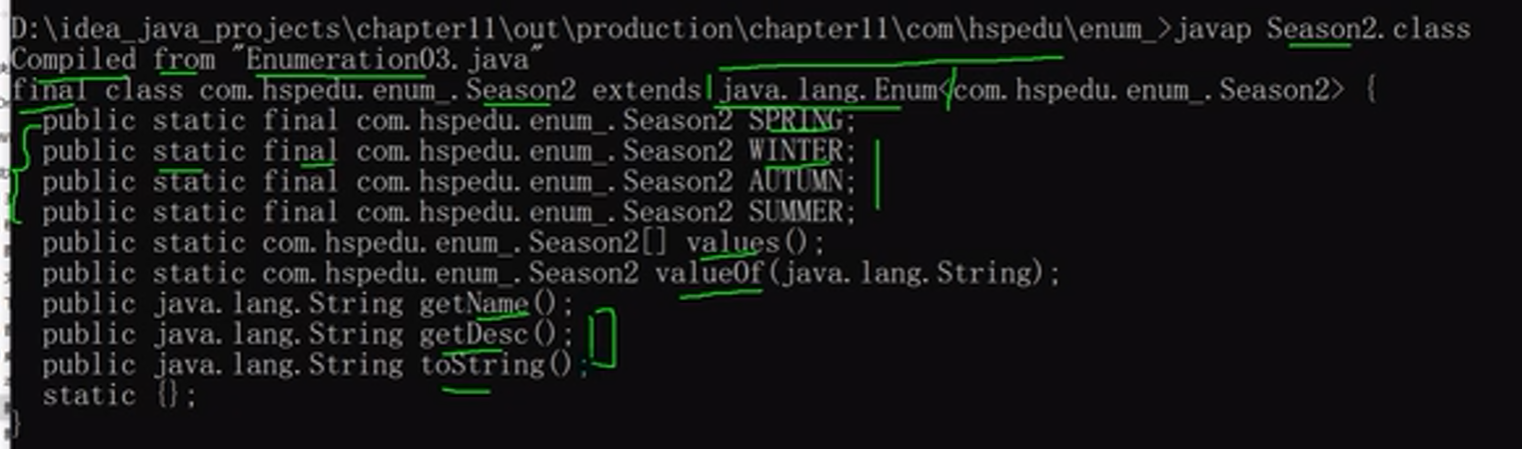 D:\idea_java_projects\chapter11\out\production\chapter11\com\hspedu\enum_>javap Season2.class
Compiled from "Enumeration03.java"
final class com.hspedu.enum_.Season2 extends java.lang.Enum<com.hspedu.enum_.Season2> {
  public static final com.hspedu.enum_.Season2 SPRING;
  public static final com.hspedu.enum_.Season2 WINTER;
  public static final com.hspedu.enum_.Season2 AUTUMN;
  public static final com.hspedu.enum_.Season2 SUMMER;
  public static com.hspedu.enum_.Season2[] values();
  public static com.hspedu.enum_.Season2 valueOf(java.lang.String);
  public java.lang.String getName();
  public java.lang.String getDesc();
  public java.lang.String toString();
  static {};
}